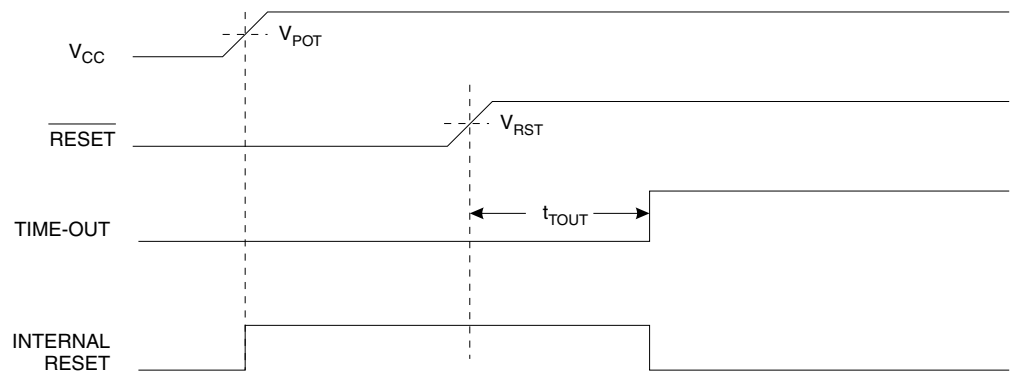 V_CC
V_POT
RESET
V_RST
TIME-OUT
t_TOUT
INTERNAL
RESET